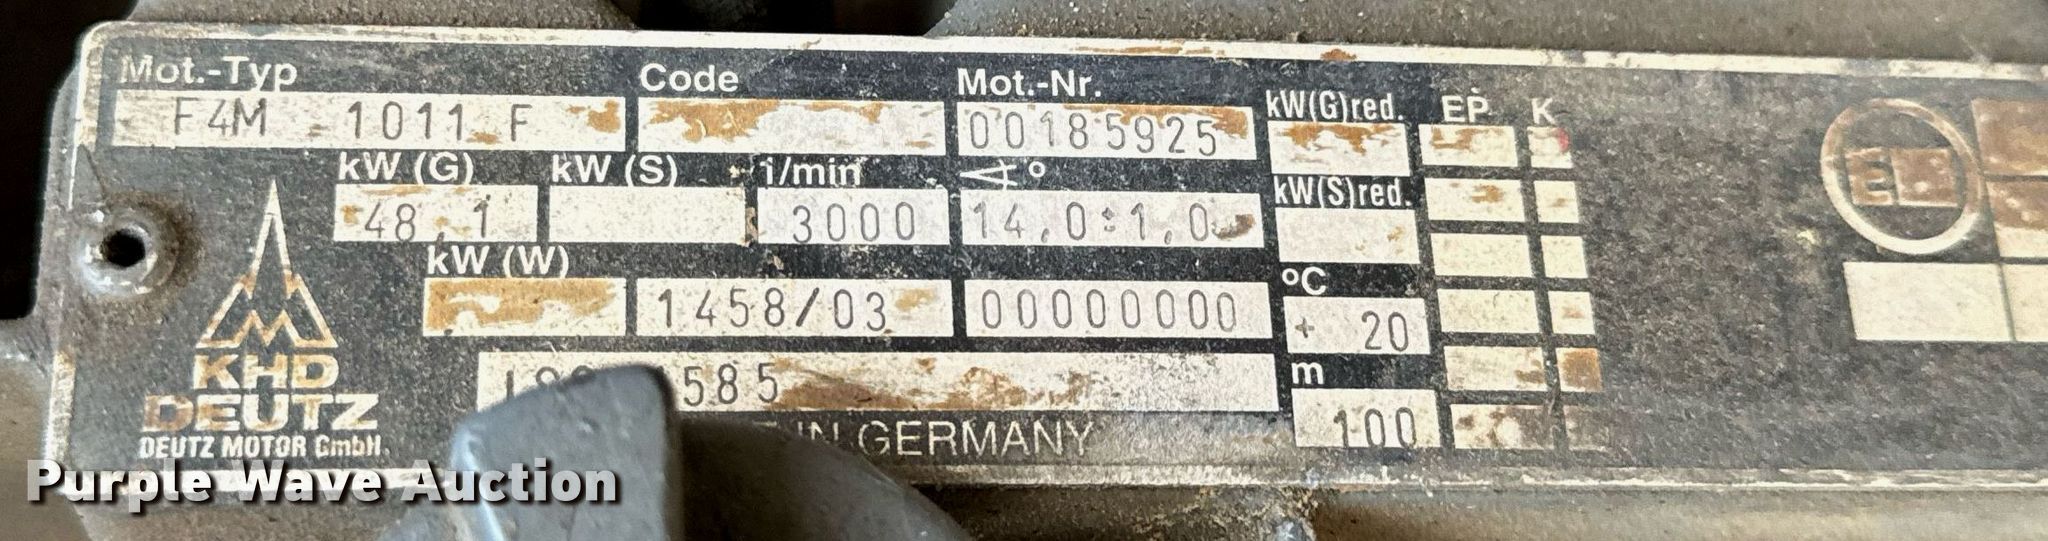 Mot.-Typ Code Mot.-Nr. kW(G)red. EP K
F4M 1011 F 00185925
kW (G) kW (S) 1/min ∢° kW(S)red.
48,1 3000 14,0:1,0
kW (W) °C
1458/03 00000000 + 20
KHD m
585 100
DEUTZ
DEUTZ MOTOR GmbH IN GERMANY
Purple Wave Auction